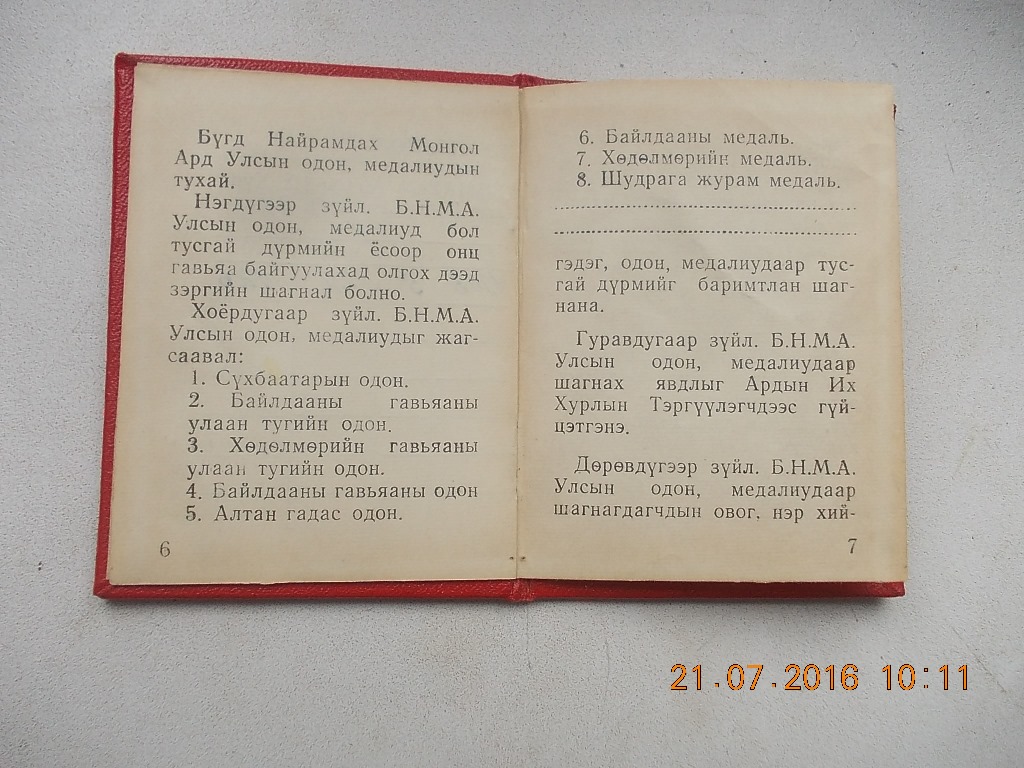 Бүгд Найрамдах Монгол
Ард Улсын одон, медалиудын
тухай.
Нэгдүгээр зүйл. Б.Н.М.А.
Улсын одон, медалиуд бол
тусгай дүрмийн ёсоор онц
гавьяа байгуулахад олгох дээд
зэргийн шагнал болно.
Хоёрдугаар зүйл. Б.Н.М.А.
Улсын одон, медалиудыг жаг-
саавал:
1. Сүхбаатарын одон.
2. Байлдааны гавьяаны
улаан тугийн одон.
3. Хөдөлмөрийн гавьяаны
улаан тугийн одон.
4. Байлдааны гавьяаны одон
5. Алтан гадас одон.
6
6. Байлдааны медаль.
7. Хөдөлмөрийн медаль.
8. Шудрага журам медаль.
гэдэг, одон, медалиудаар тус-
гай дүрмийг баримтлан шаг-
нана.
Гуравдугаар зүйл. Б.Н.М.А.
Улсын одон, медалиудаар
шагнах явдлыг Ардын Их
Хурлын Тэргүүлэгчдээс гүй-
цэтгэнэ.
Дөрөвдүгээр зүйл. Б.Н.М.А.
Улсын одон, медалиудаар
шагнагдагчдын овог, нэр хий-
7
21.07.2016 10:11